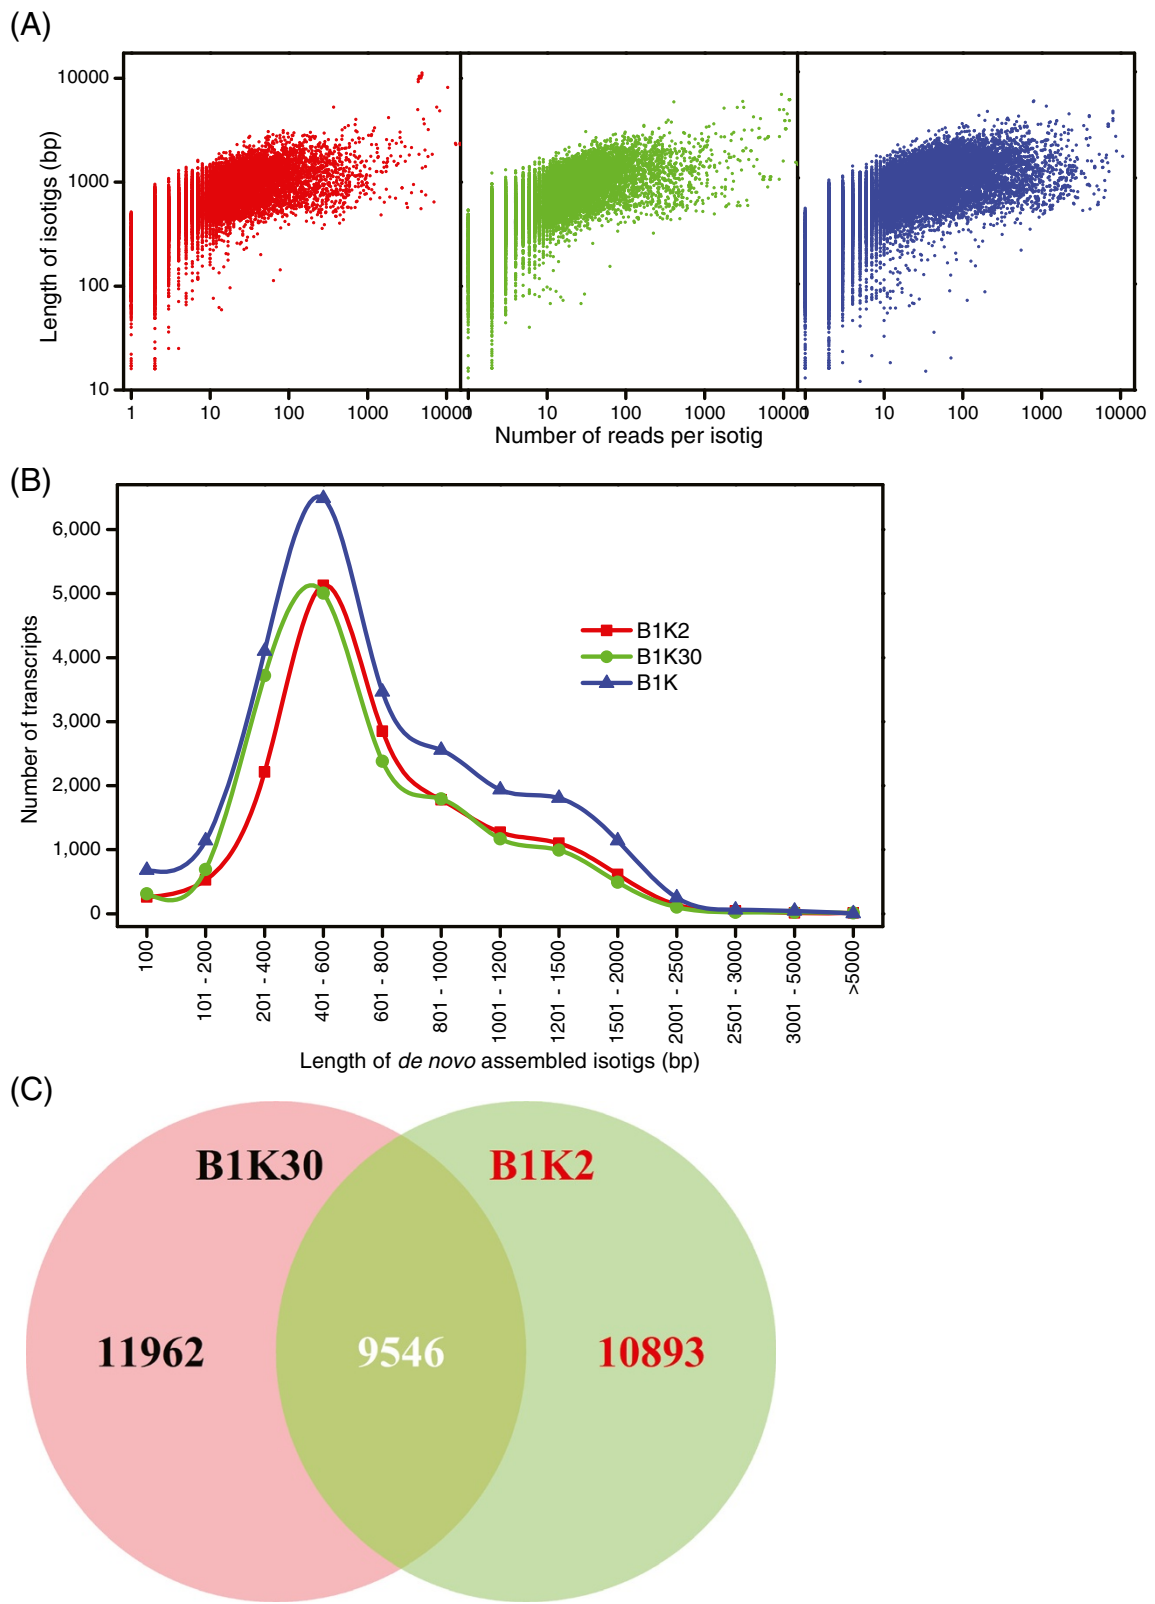 (A)
10000
1000
100
10
Length of isotigs (bp)
1 10 100 1000 10000 1 10 100 1000 10000 1 10 100 1000 10000
Number of reads per isotig
(B)
6,000
5,000
4,000
3,000
2,000
1,000
0
Number of transcripts
B1K2
B1K30
B1K
100
101 - 200
201 - 400
401 - 600
601 - 800
801 - 1000
1001 - 1200
1201 - 1500
1501 - 2000
2001 - 2500
2501 - 3000
3001 - 5000
>5000
Length of de novo assembled isotigs (bp)
(C)
B1K30 B1K2
11962 9546 10893